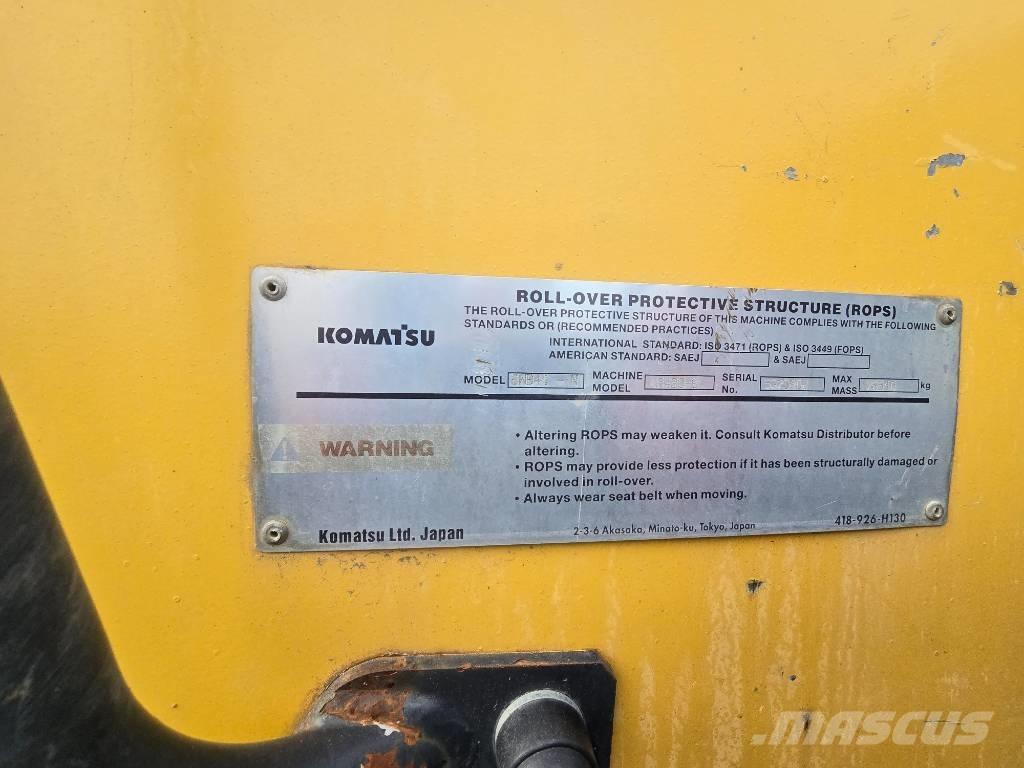 ROLL-OVER PROTECTIVE STRUCTURE (ROPS)
THE ROLL-OVER PROTECTIVE STRUCTURE OF THIS MACHINE COMPLIES WITH THE FOLLOWING
STANDARDS OR (RECOMMENDED PRACTICES)
KOMATSU
INTERNATIONAL STANDARD: ISO 3471 (ROPS) & ISO 3449 (FOPS)
AMERICAN STANDARD: SAEJ & SAEJ
MODEL MACHINE MODEL SERIAL No. MAX MASS kg
WARNING
• Altering ROPS may weaken it. Consult Komatsu Distributor before
altering.
• ROPS may provide less protection if it has been structurally damaged or
involved in roll-over.
• Always wear seat belt when moving.
Komatsu Ltd. Japan
2-3-6 Akasaka, Minato-ku, Tokyo, Japan
418-926-H130
MASCUS